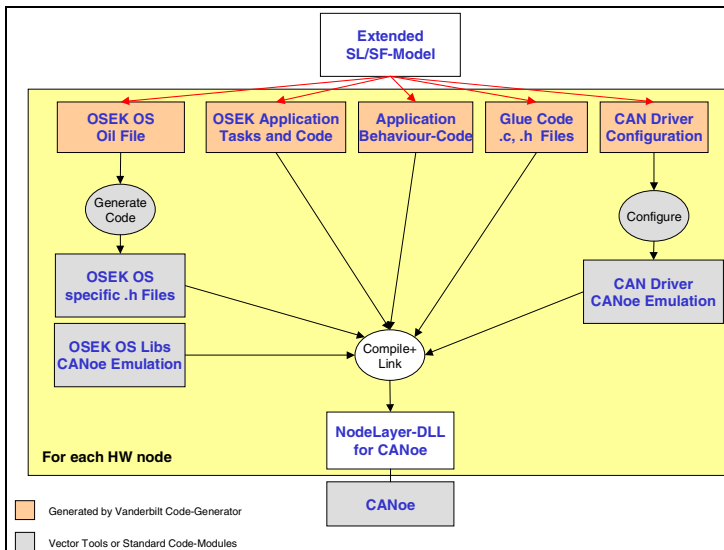 Extended
SL/SF-Model
OSEK OS
Oil File
OSEK Application
Tasks and Code
Application
Behaviour-Code
Glue Code
.c, .h Files
CAN Driver
Configuration
Generate
Code
Configure
OSEK OS
specific .h Files
CAN Driver
CANoe Emulation
OSEK OS Libs
CANoe Emulation
Compile+
Link
NodeLayer-DLL
for CANoe
For each HW node
CANoe
Generated by Vanderbilt Code-Generator
Vector Tools or Standard Code-Modules